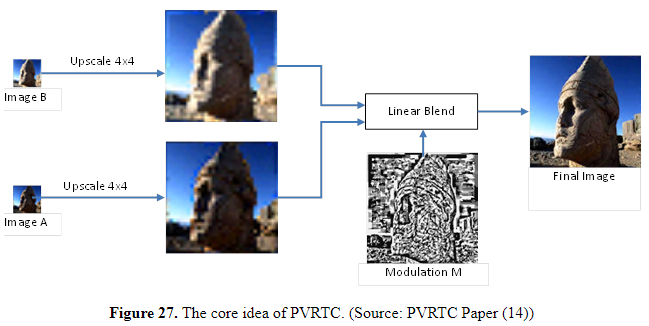 Upscale 4x4
Image B
Linear Blend
Upscale 4x4
Image A
Final Image
Modulation M
Figure 27. The core idea of PVRTC. (Source: PVRTC Paper (14))